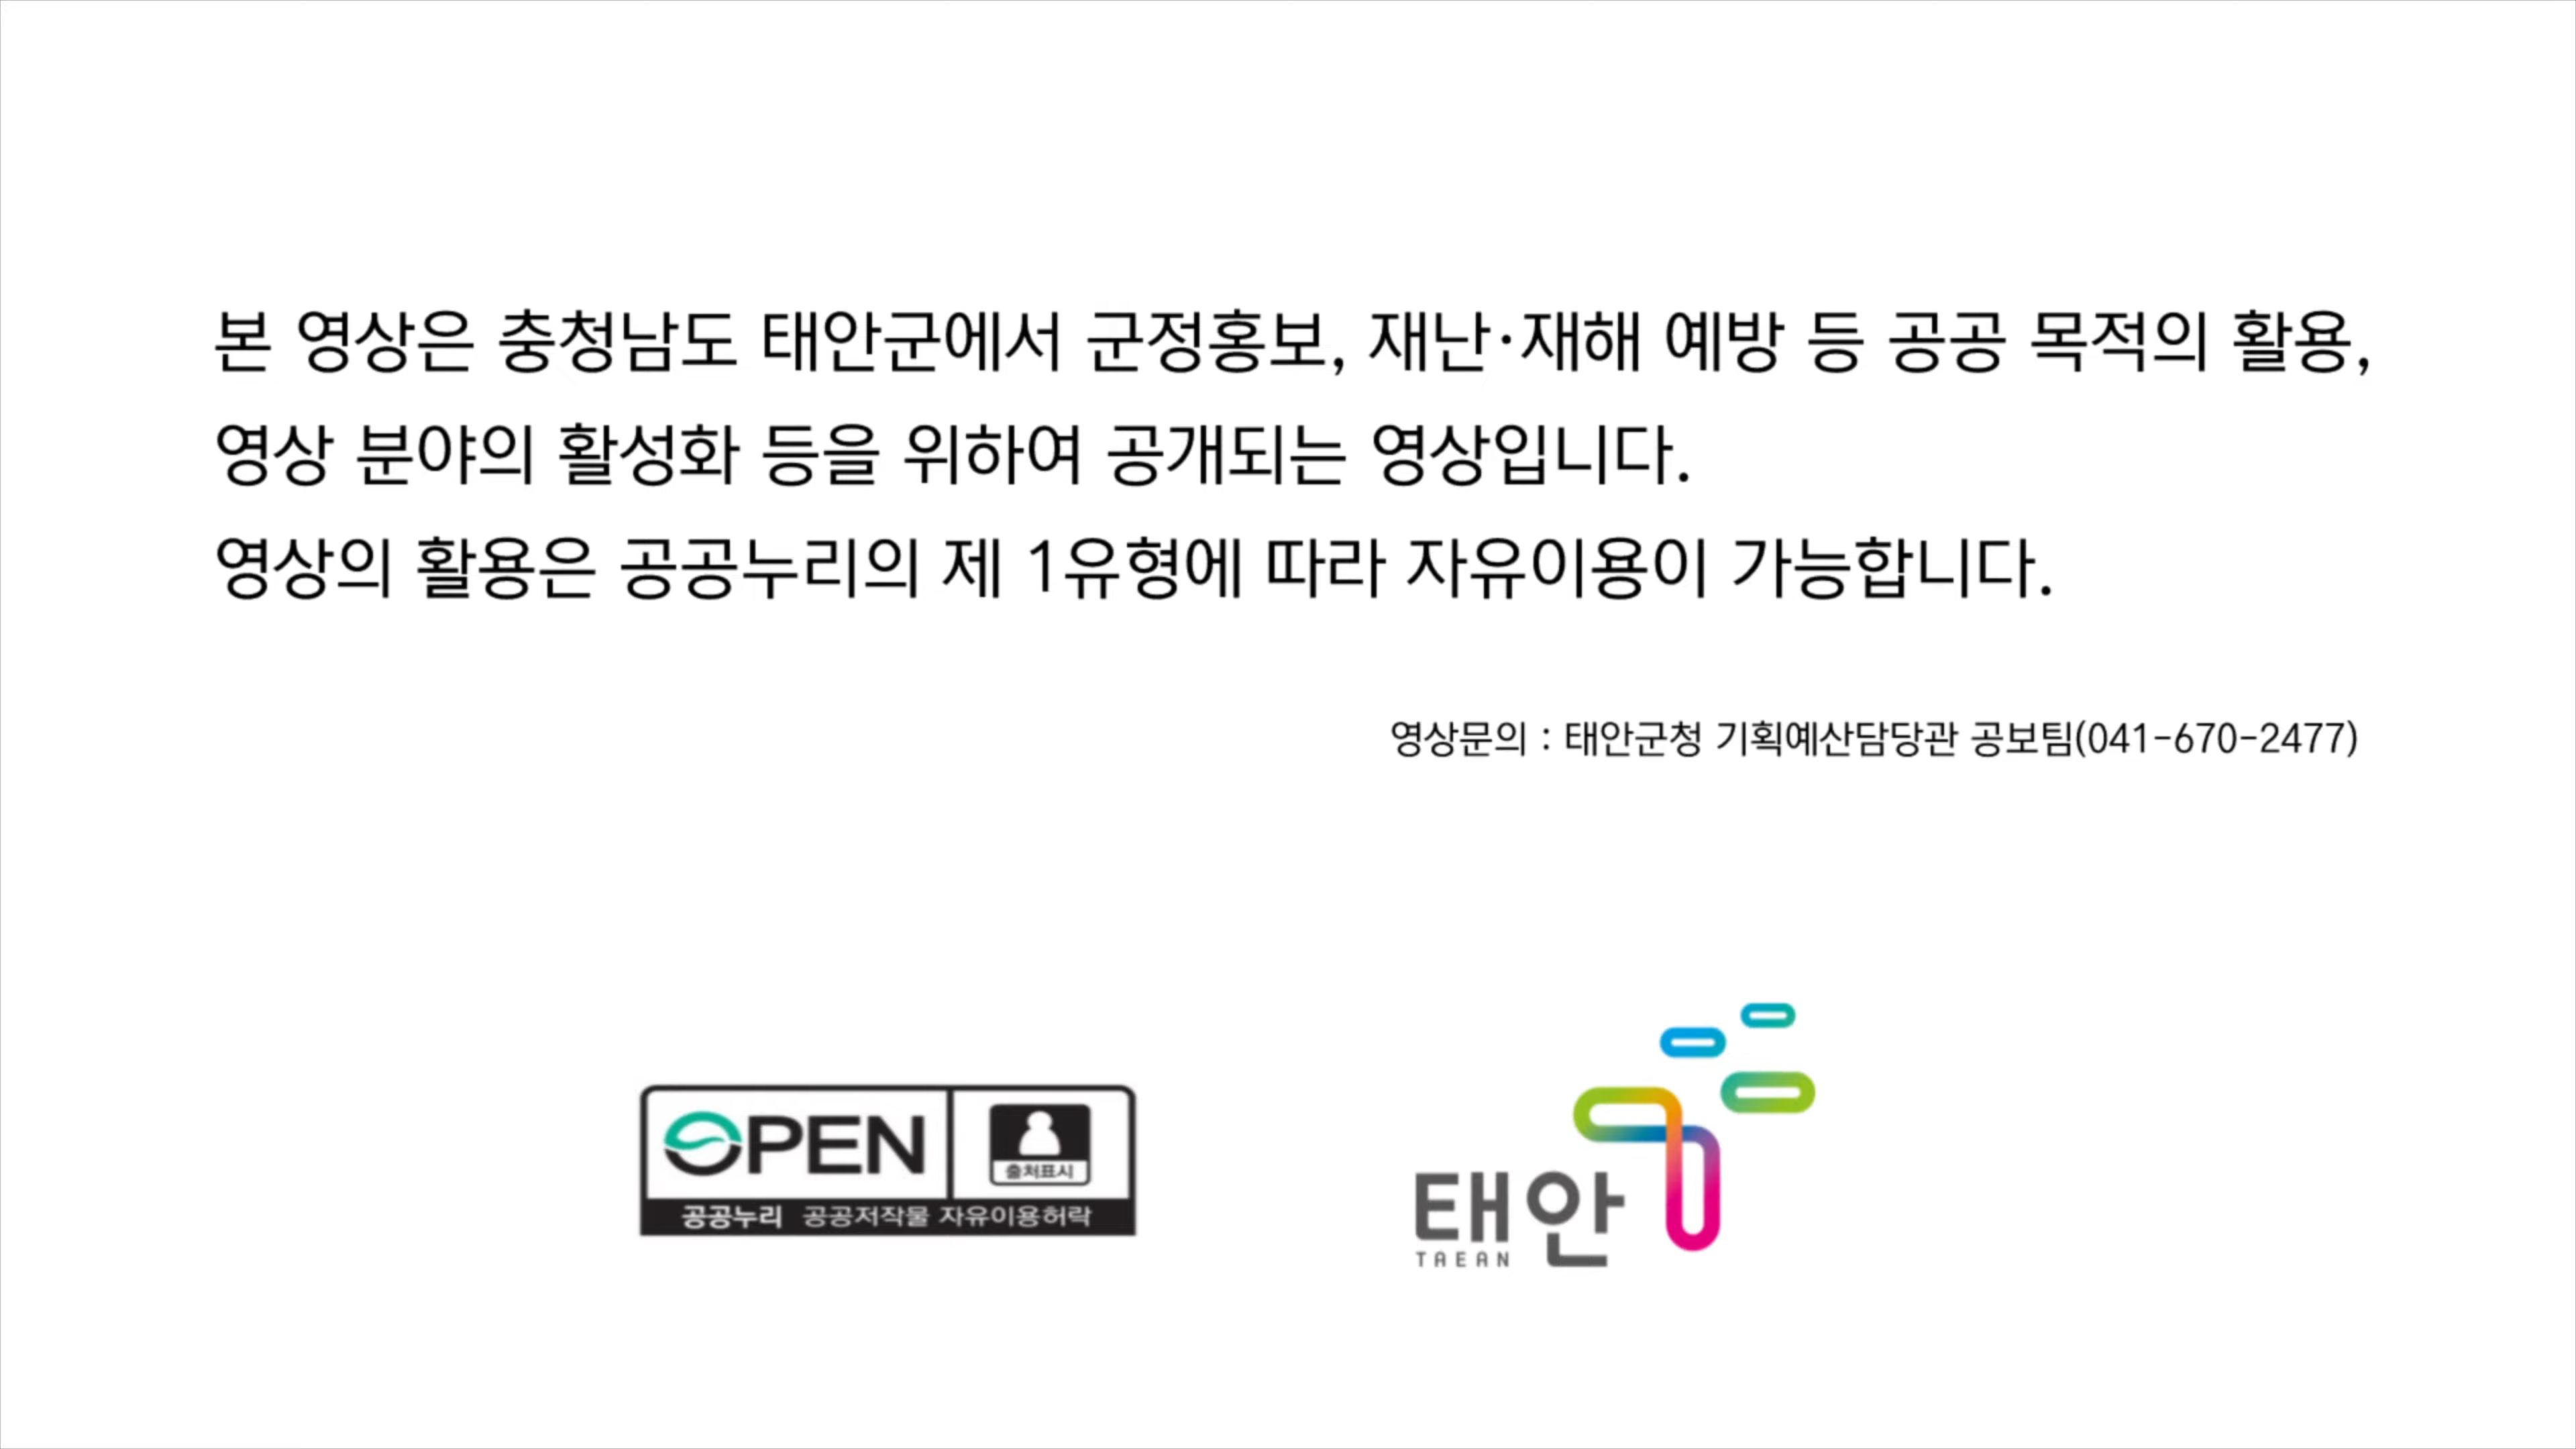 본 영상은 충청남도 태안군에서 군정홍보, 재난·재해 예방 등 공공 목적의 활용,
영상 분야의 활성화 등을 위하여 공개되는 영상입니다.
영상의 활용은 공공누리의 제 1유형에 따라 자유이용이 가능합니다.
영상문의 : 태안군청 기획예산담당관 공보팀(041-670-2477)
OPEN
출처표시
공공누리 공공저작물 자유이용허락
태안
TAEAN